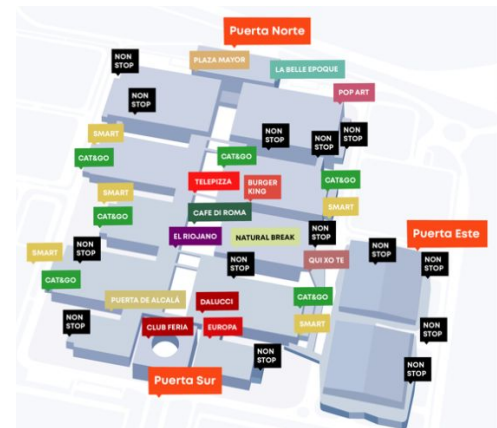 Puerta Norte
NON
STOP
PLAZA MAYOR
LA BELLE EPOQUE
NON
STOP
POP ART
SMART
NON
STOP
NON
STOP
NON
STOP
CAT&GO
CAT&GO
TELEPIZZA
BURGER
KING
CAT&GO
SMART
CAT&GO
CAFE DI ROMA
SMART
EL RIOJANO
NATURAL BREAK
NON
STOP
Puerta Este
SMART
NON
STOP
NON
STOP
QUI XO TE
NON
STOP
NON
STOP
CAT&GO
PUERTA DE ALCALÁ
DALUCCI
CAT&GO
NON
STOP
CLUB FERIA
EUROPA
SMART
NON
STOP
NON
STOP
NON
STOP
Puerta Sur